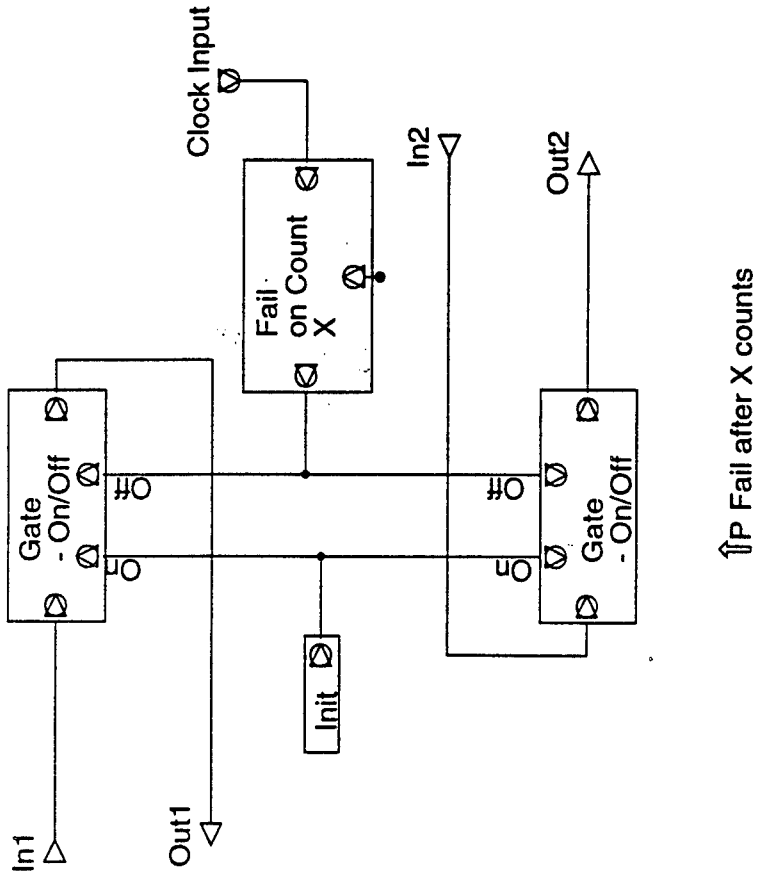 In1
Gate
- On/Off
On
Off
Out1
Clock Input
Fail
on Count
X
Init
In2
On
Off
Out2
Gate
- On/Off
⇑P Fail after X counts